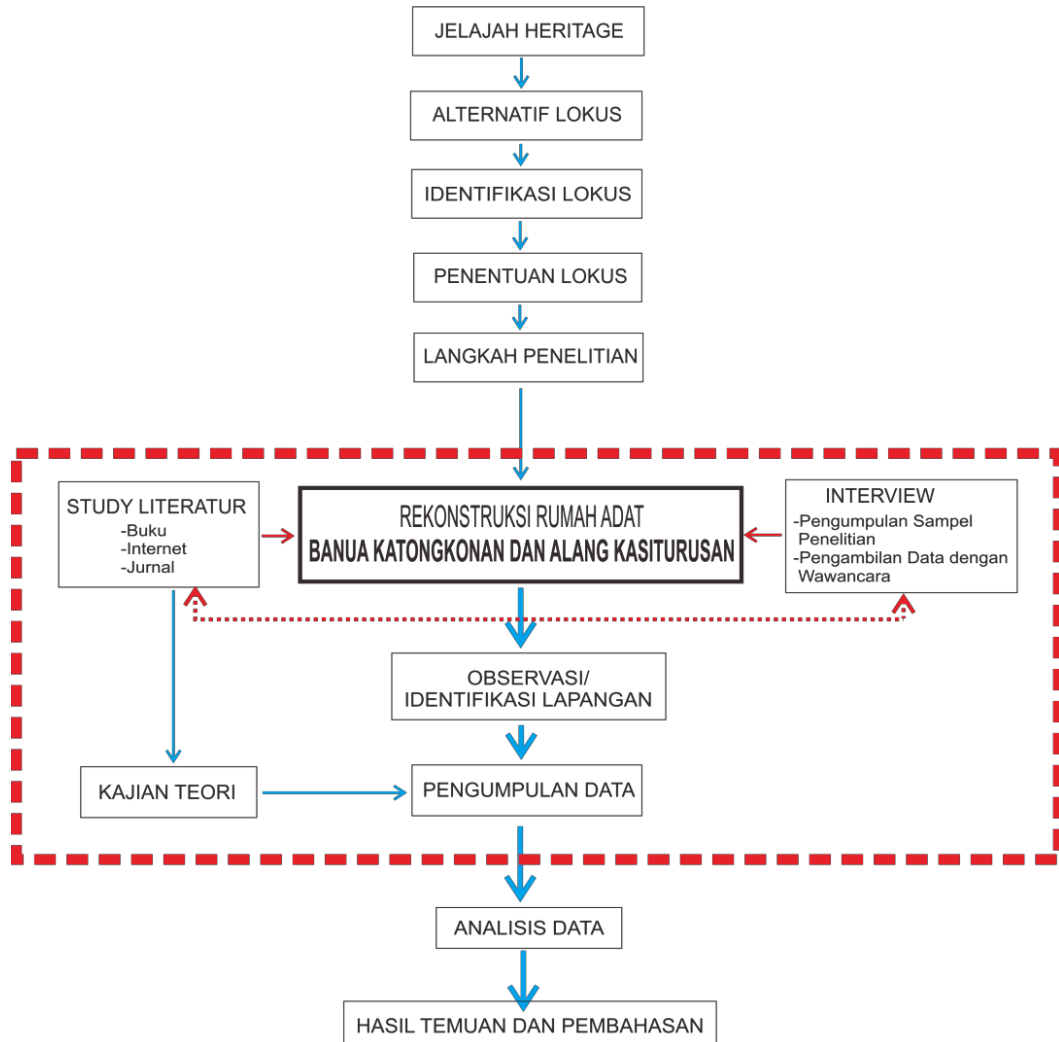 JELAJAH HERITAGE
ALTERNATIF LOKUS
IDENTIFIKASI LOKUS
PENENTUAN LOKUS
LANGKAH PENELITIAN
STUDY LITERATUR
-Buku
-Internet
-Jurnal
REKONSTRUKSI RUMAH ADAT
BANUA KATONGKONAN DAN ALANG KASITURUSAN
INTERVIEW
-Pengumpulan Sampel
Penelitian
-Pengambilan Data dengan
Wawancara
OBSERVASI/
IDENTIFIKASI LAPANGAN
KAJIAN TEORI
PENGUMPULAN DATA
ANALISIS DATA
HASIL TEMUAN DAN PEMBAHASAN